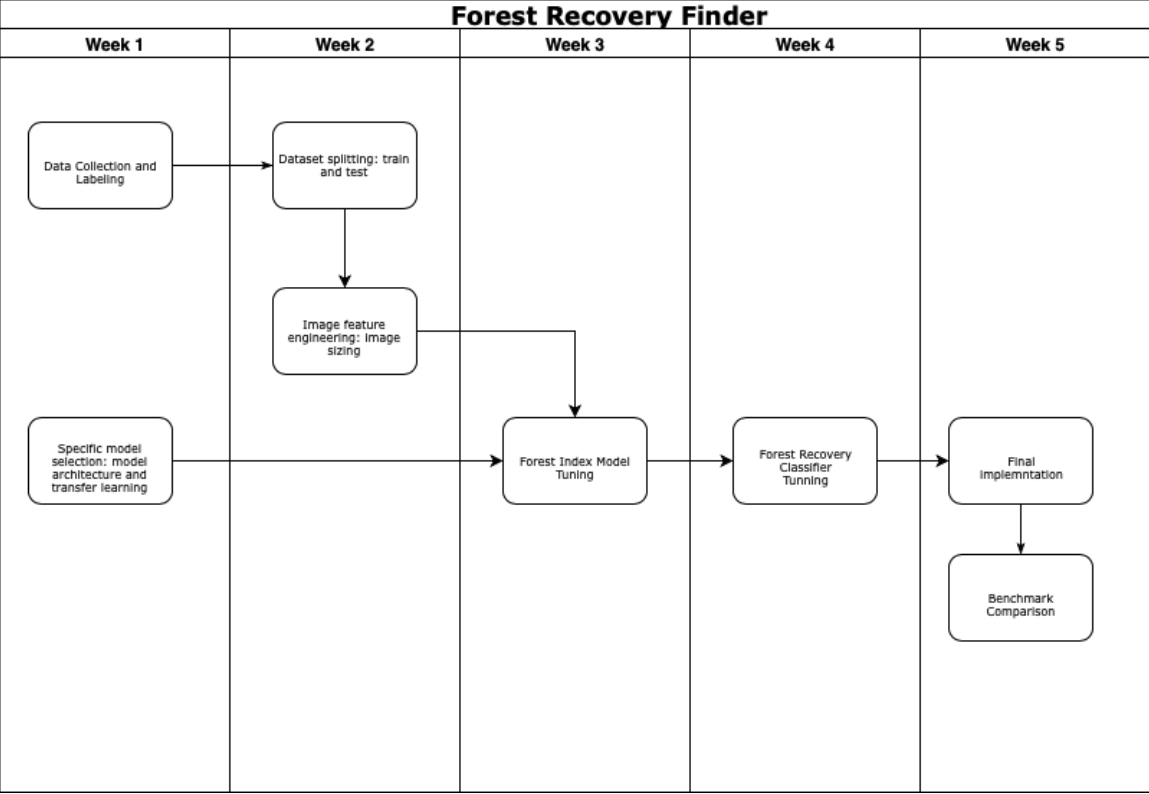 Forest Recovery Finder
Week 1
Week 2
Week 3
Week 4
Week 5
Data Collection and
Labeling
Dataset splitting: train
and test
Image feature
engineering: image
sizing
Specific model
selection: model
architecture and
transfer learning
Forest Index Model
Tuning
Forest Recovery
Classifier
Tunning
Final
implemntation
Benchmark
Comparison